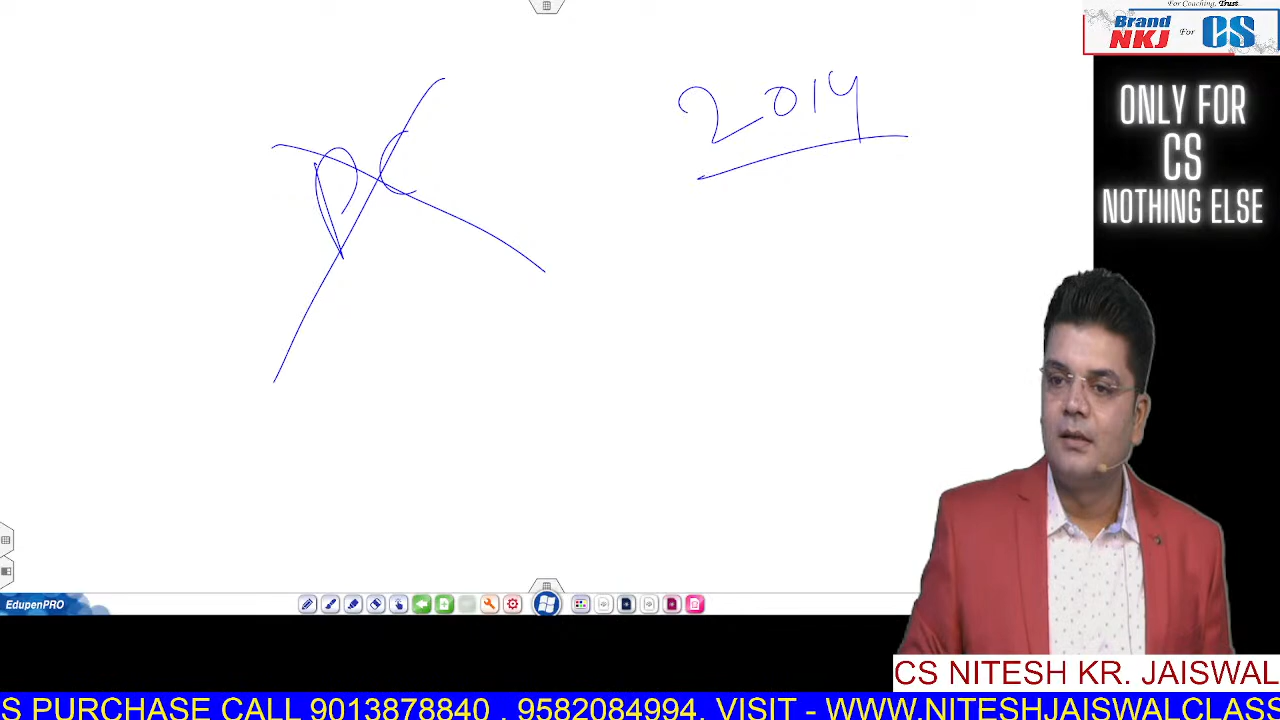 For Coaching, Trust
Brand
NKJ
For
CS
2014
PC
ONLY FOR
CS
NOTHING ELSE
EdupenPRO
CS NITESH KR. JAISWAL
S PURCHASE CALL 9013878840 , 9582084994, VISIT - WWW.NITESHJAISWALCLASS